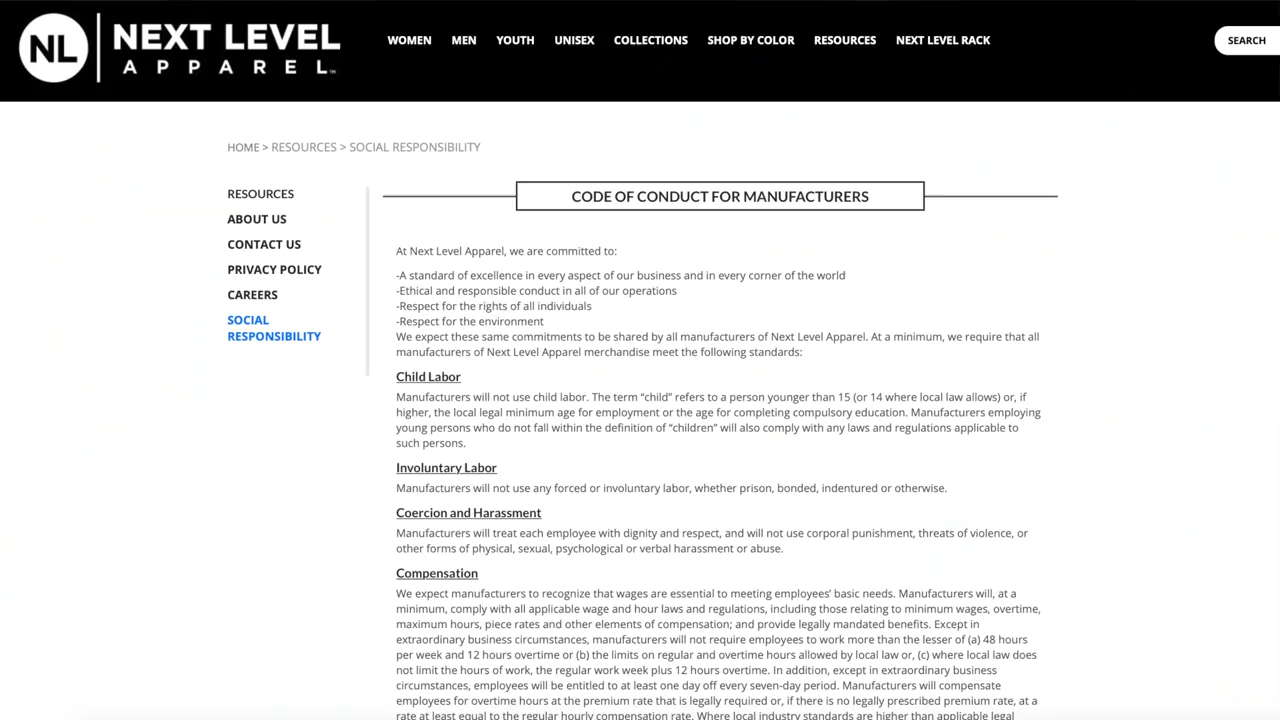 NL
NEXT LEVEL
APPAREL™
WOMEN MEN YOUTH UNISEX COLLECTIONS SHOP BY COLOR RESOURCES NEXT LEVEL RACK
SEARCH
HOME > RESOURCES > SOCIAL RESPONSIBILITY
RESOURCES
ABOUT US
CONTACT US
PRIVACY POLICY
CAREERS
SOCIAL
RESPONSIBILITY
CODE OF CONDUCT FOR MANUFACTURERS
At Next Level Apparel, we are committed to:
-A standard of excellence in every aspect of our business and in every corner of the world
-Ethical and responsible conduct in all of our operations
-Respect for the rights of all individuals
-Respect for the environment
We expect these same commitments to be shared by all manufacturers of Next Level Apparel. At a minimum, we require that all
manufacturers of Next Level Apparel merchandise meet the following standards:
Child Labor
Manufacturers will not use child labor. The term “child” refers to a person younger than 15 (or 14 where local law allows) or, if
higher, the local legal minimum age for employment or the age for completing compulsory education. Manufacturers employing
young persons who do not fall within the definition of “children” will also comply with any laws and regulations applicable to
such persons.
Involuntary Labor
Manufacturers will not use any forced or involuntary labor, whether prison, bonded, indentured or otherwise.
Coercion and Harassment
Manufacturers will treat each employee with dignity and respect, and will not use corporal punishment, threats of violence, or
other forms of physical, sexual, psychological or verbal harassment or abuse.
Compensation
We expect manufacturers to recognize that wages are essential to meeting employees’ basic needs. Manufacturers will, at a
minimum, comply with all applicable wage and hour laws and regulations, including those relating to minimum wages, overtime,
maximum hours, piece rates and other elements of compensation; and provide legally mandated benefits. Except in
extraordinary business circumstances, manufacturers will not require employees to work more than the lesser of (a) 48 hours
per week and 12 hours overtime or (b) the limits on regular and overtime hours allowed by local law or, (c) where local law does
not limit the hours of work, the regular work week plus 12 hours overtime. In addition, except in extraordinary business
circumstances, employees will be entitled to at least one day off every seven-day period. Manufacturers will compensate
employees for overtime hours at the premium rate that is legally required or, if there is no legally prescribed premium rate, at a
rate at least equal to the regular hourly compensation rate. Where local industry standards are higher than applicable legal